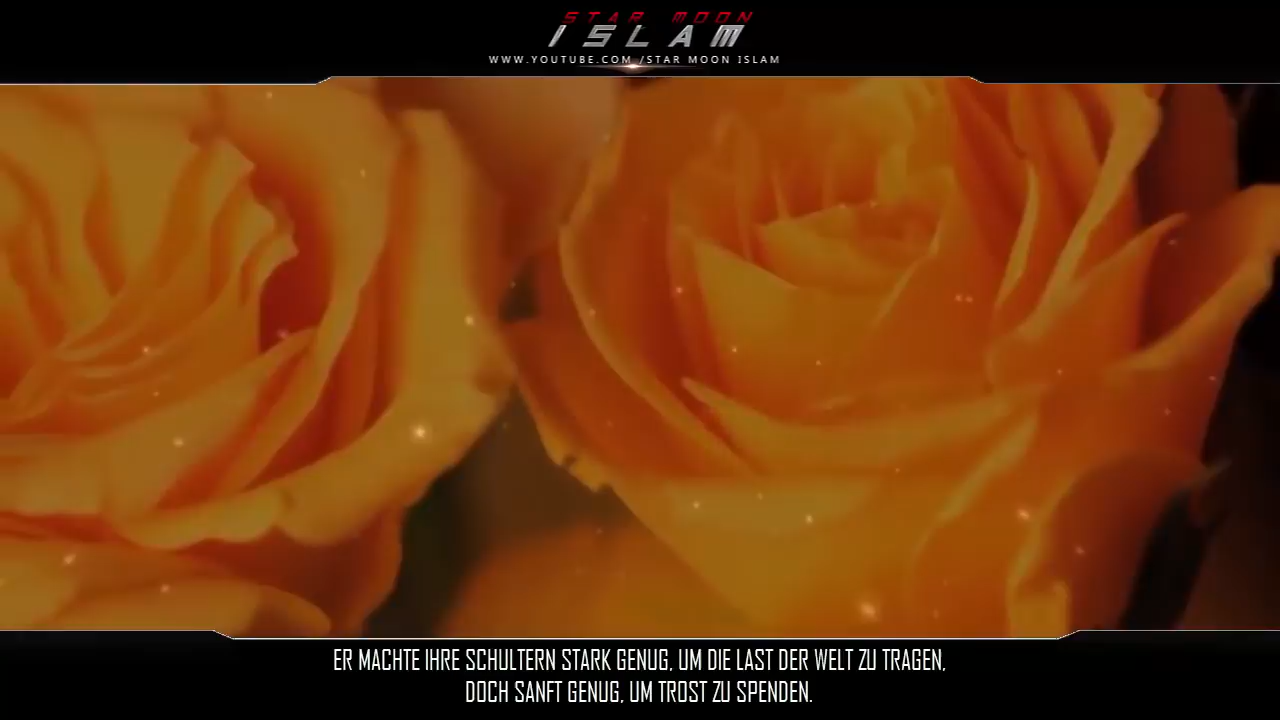 STAR MOON
ISLAM
WWW.YOUTUBE.COM /STAR MOON ISLAM
ER MACHTE IHRE SCHULTERN STARK GENUG, UM DIE LAST DER WELT ZU TRAGEN,
DOCH SANFT GENUG, UM TROST ZU SPENDEN.